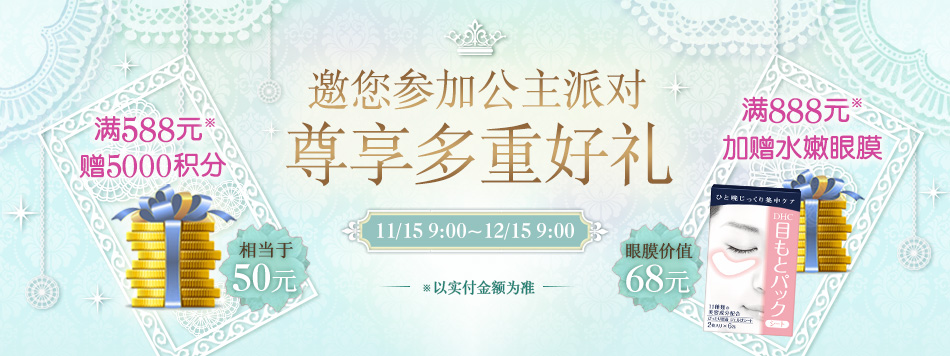 邀您参加公主派对
尊享多重好礼
11/15 9:00~12/15 9:00
※以实付金额为准
满588元※
赠5000积分
相当于
50元
满888元※
加赠水嫩眼膜
眼膜价值
68元
ひと晩じっくり集中ケア
DHC
目もとパック
シート